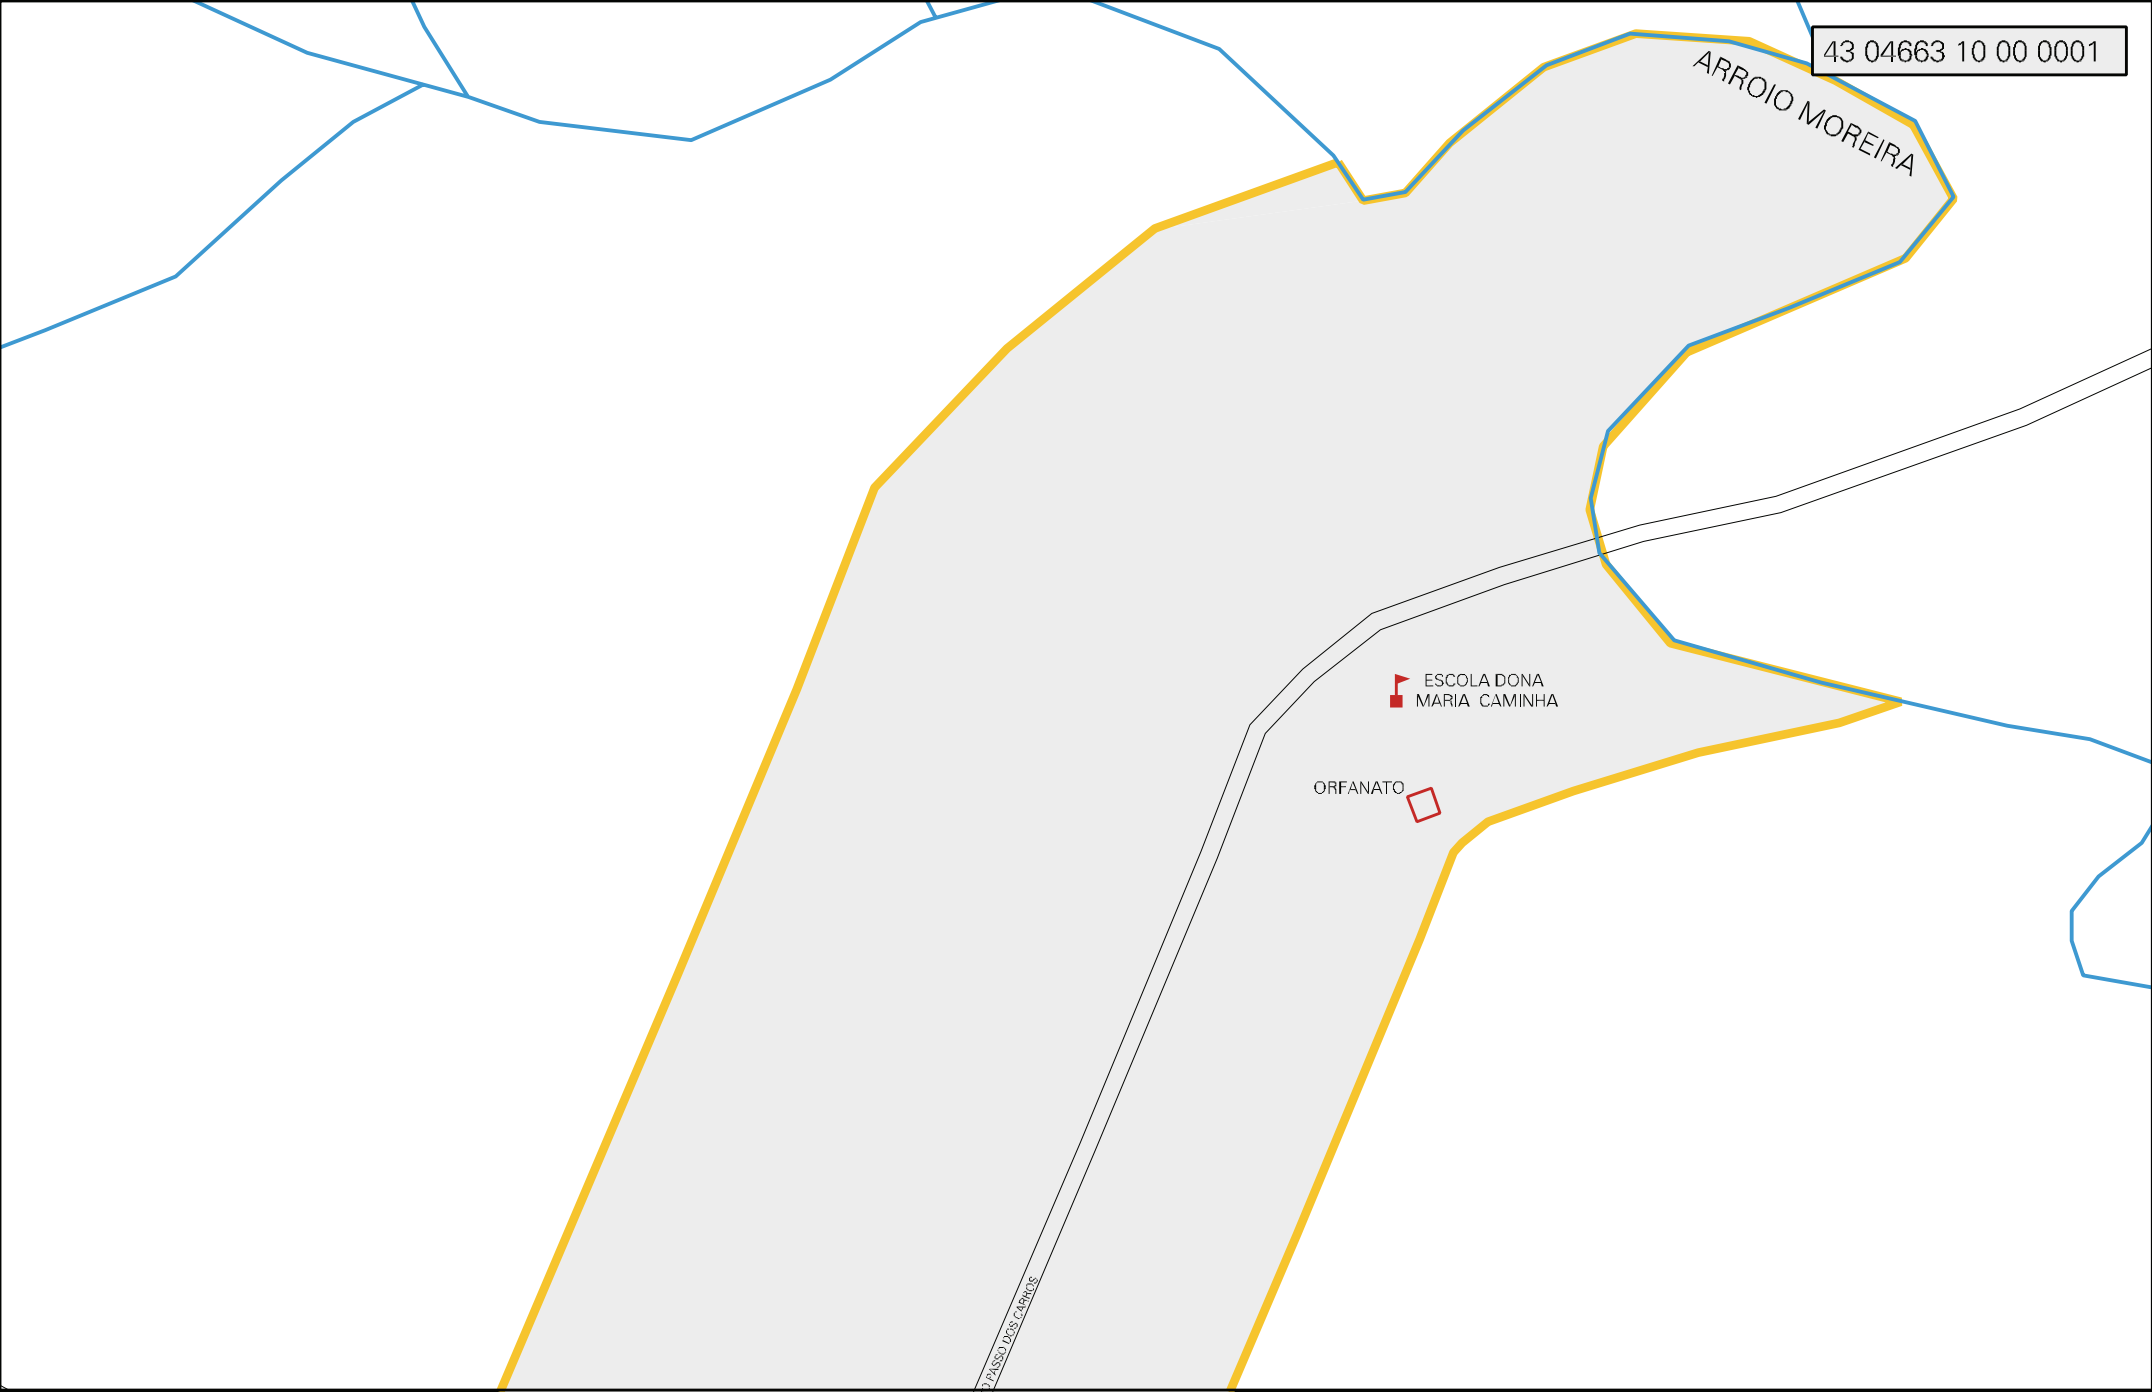 43 04663 10 00 0001
ARROIO MOREIRA
ESCOLA DONA
MARIA CAMINHA
ORFANATO
PASSO DOS CARROS